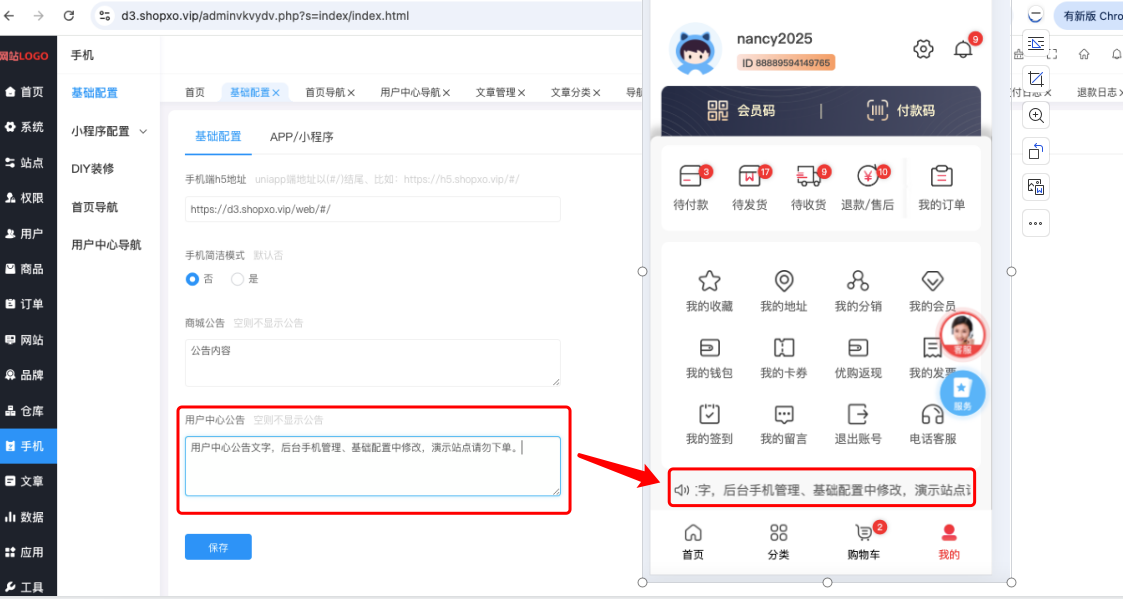 d3.shopxo.vip/adminvkvydv.php?s=index/index.html
有新版 Chro
网站LOGO
首页
系统
站点
权限
用户
商品
订单
网站
品牌
仓库
手机
文章
数据
应用
工具
手机
基础配置
小程序配置
DIY装修
首页导航
用户中心导航
首页 基础配置 首页导航 用户中心导航 文章管理 文章分类 导航
付日志 退款日志
基础配置 APP/小程序
手机端h5地址 uniapp端地址以(#/)结尾、比如：https://h5.shopxo.vip/#/
https://d3.shopxo.vip/web/#/
手机简洁模式 默认否
否 是
商城公告 空则不显示公告
公告内容
用户中心公告 空则不显示公告
用户中心公告文字，后台手机管理、基础配置中修改，演示站点请勿下单。
保存
nancy2025
ID 88889594149765
9
会员码 | 付款码
3 17 9 10
待付款 待发货 待收货 退款/售后 我的订单
我的收藏 我的地址 我的分销 我的会员
客服
我的钱包 我的卡券 优购返现 我的发票
服务
我的签到 我的留言 退出账号 电话客服
字，后台手机管理、基础配置中修改，演示站点
2
首页 分类 购物车 我的